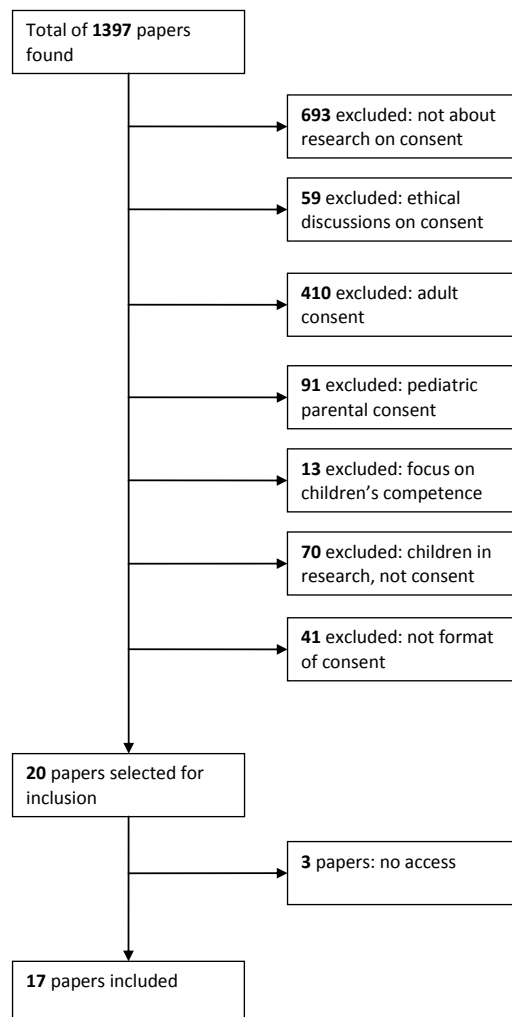 Total of 1397 papers
found
693 excluded: not about
research on consent
59 excluded: ethical
discussions on consent
410 excluded: adult
consent
91 excluded: pediatric
parental consent
13 excluded: focus on
children’s competence
70 excluded: children in
research, not consent
41 excluded: not format
of consent
20 papers selected for
inclusion
3 papers: no access
17 papers included